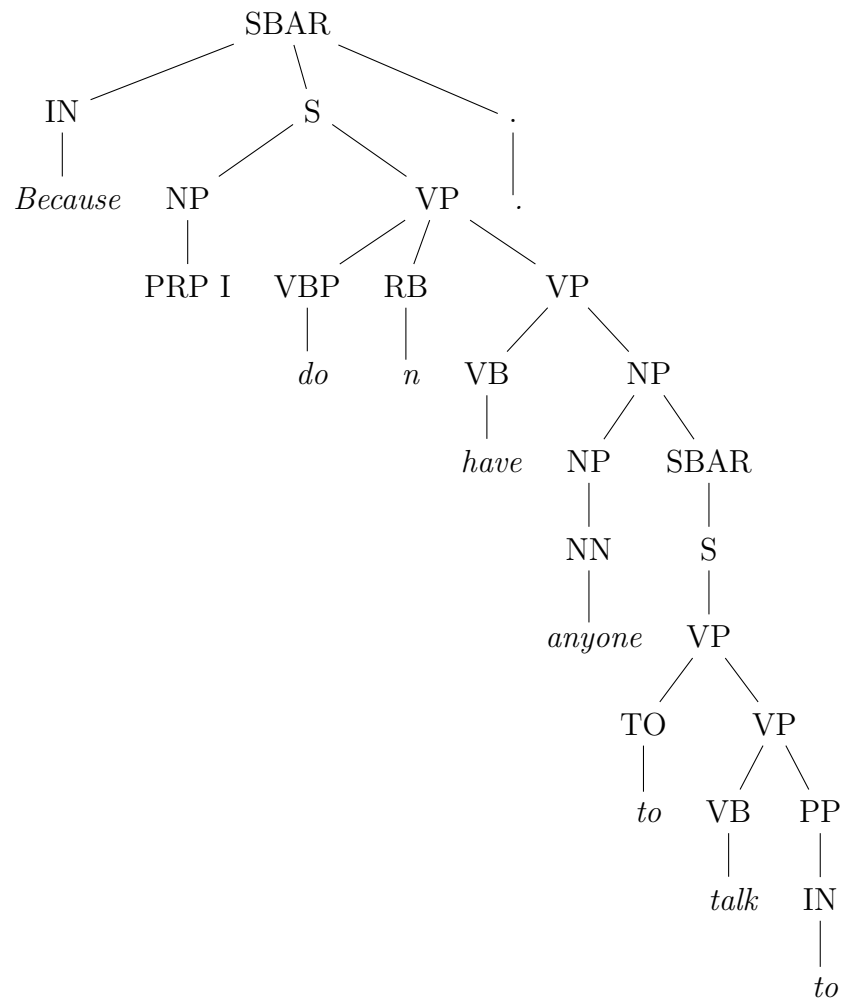 SBAR
IN S .
Because NP VP .
PRP I VBP RB VP
do n VB NP
have NP SBAR
NN S
anyone VP
TO VP
to VB PP
talk IN
to